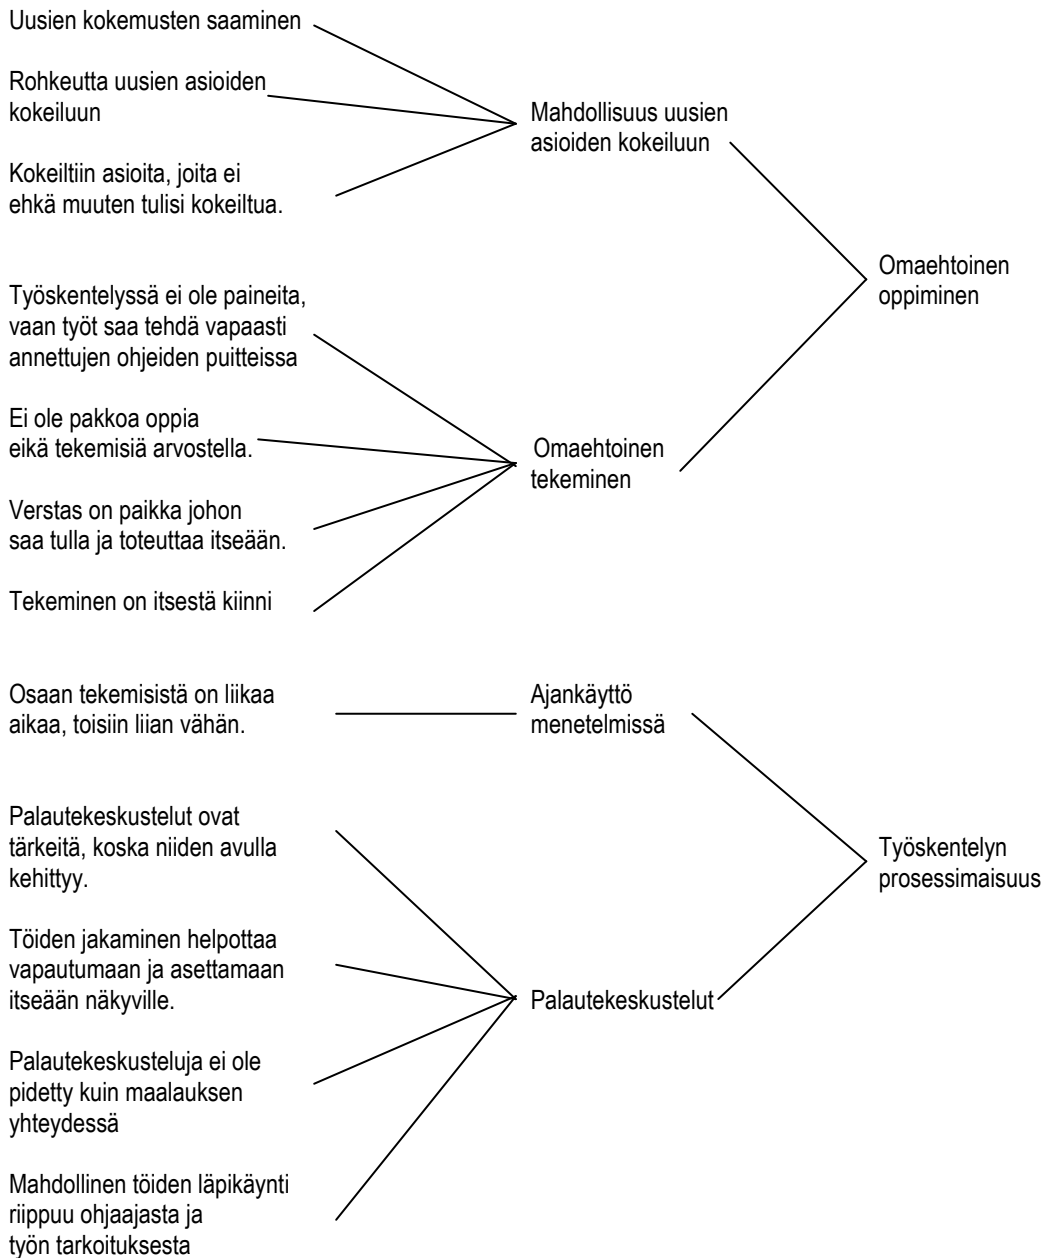 Uusien kokemusten saaminen
Rohkeutta uusien asioiden
kokeiluun
Kokeiltiin asioita, joita ei
ehkä muuten tulisi kokeiltua.
Mahdollisuus uusien
asioiden kokeiluun
Työskentelyssä ei ole paineita,
vaan työt saa tehdä vapaasti
annettujen ohjeiden puitteissa
Ei ole pakkoa oppia
eikä tekemisiä arvostella.
Verstas on paikka johon
saa tulla ja toteuttaa itseään.
Tekeminen on itsestä kiinni
Omaehtoinen
tekeminen
Omaehtoinen
oppiminen
Osaan tekemisistä on liikaa
aikaa, toisiin liian vähän.
Ajankäyttö
menetelmissä
Palautekeskustelut ovat
tärkeitä, koska niiden avulla
kehittyy.
Töiden jakaminen helpottaa
vapautumaan ja asettamaan
itseään näkyville.
Palautekeskusteluja ei ole
pidetty kuin maalauksen
yhteydessä
Mahdollinen töiden läpikäynti
riippuu ohjaajasta ja
työn tarkoituksesta
Palautekeskustelut
Työskentelyn
prosessimaisuus